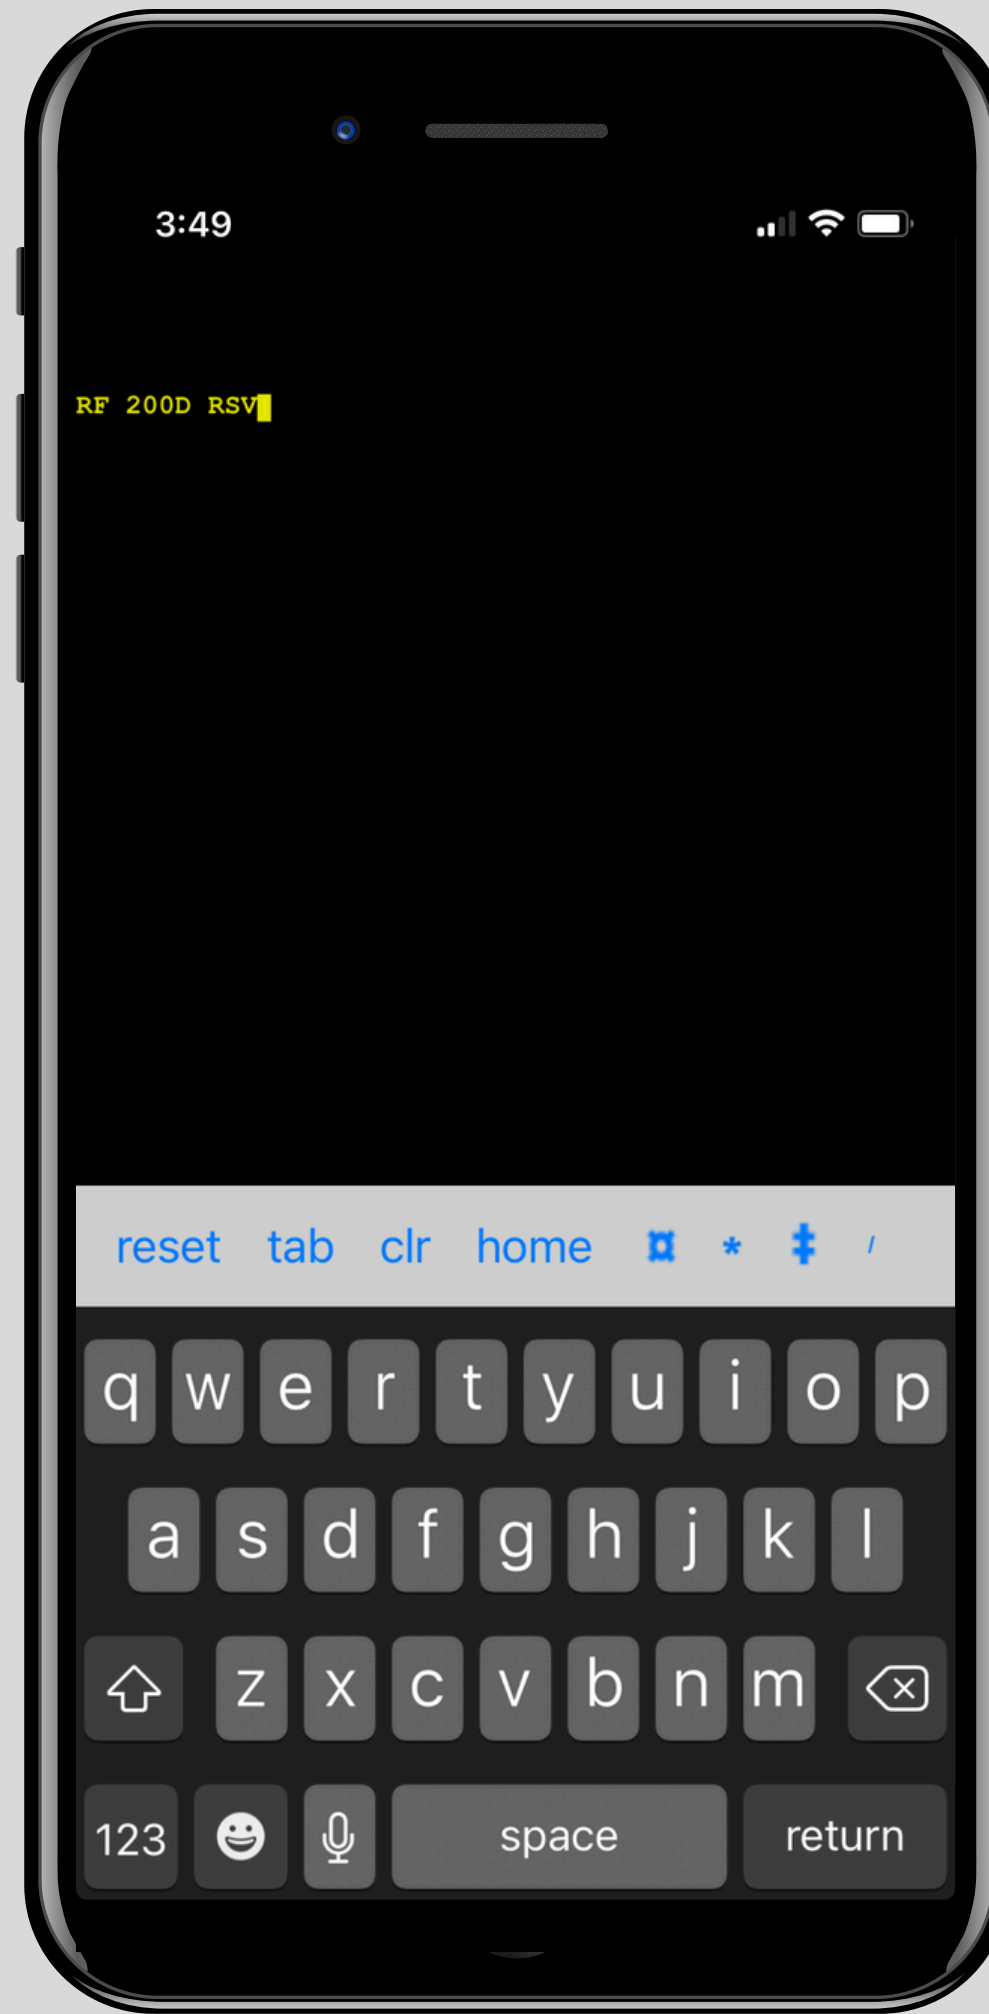 3:49
RF 200D RSV
reset tab clr home ¤ * ‡ /
q w e r t y u i o p
a s d f g h j k l
z x c v b n m
123 space return